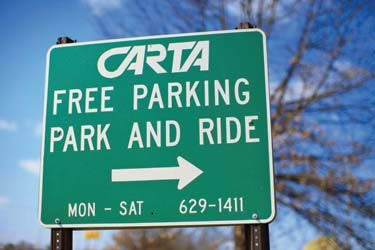 CARTA
FREE PARKING
PARK AND RIDE
MON - SAT 629-1411